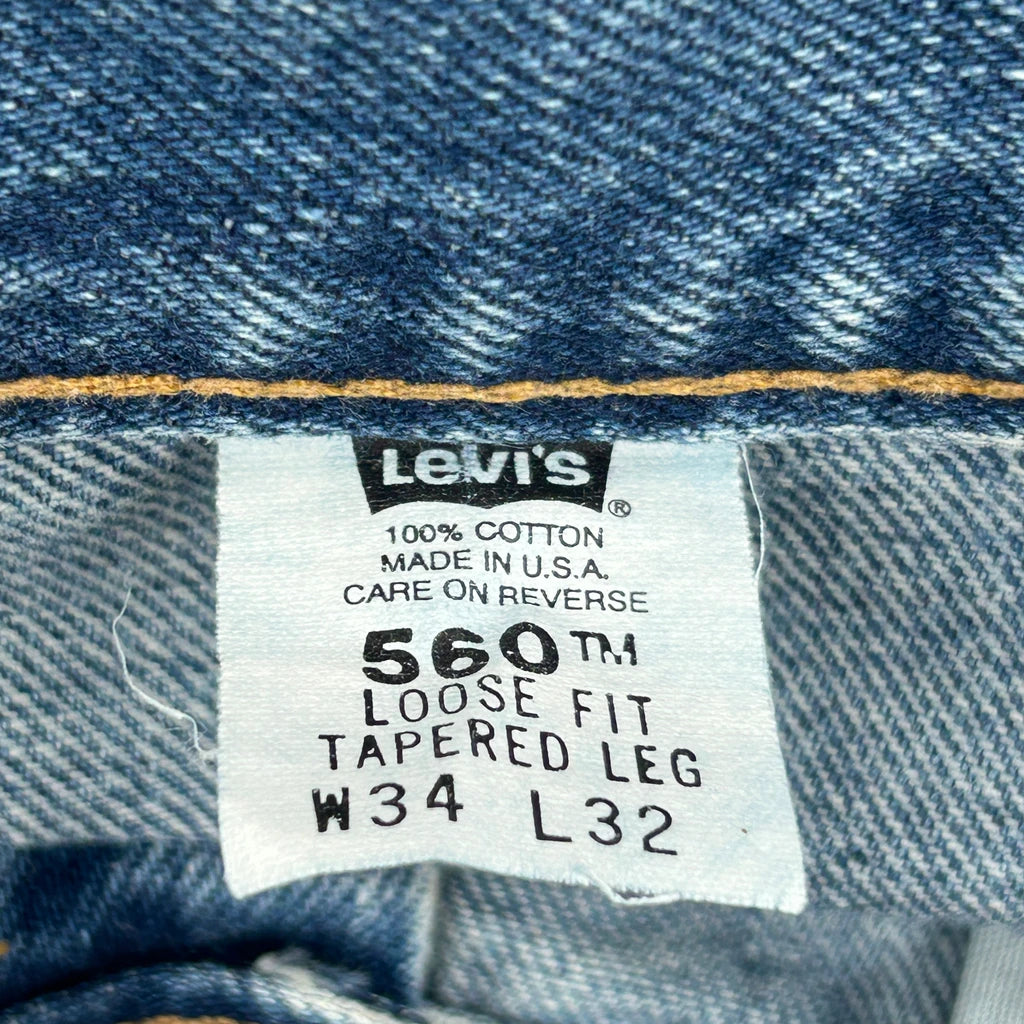 Levi's
®
100% COTTON
MADE IN U.S.A.
CARE ON REVERSE
560™
LOOSE FIT
TAPERED LEG
W34 L32